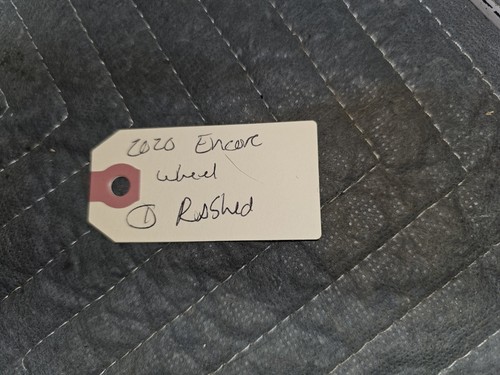 2020 Encore
wheel
① Rashed